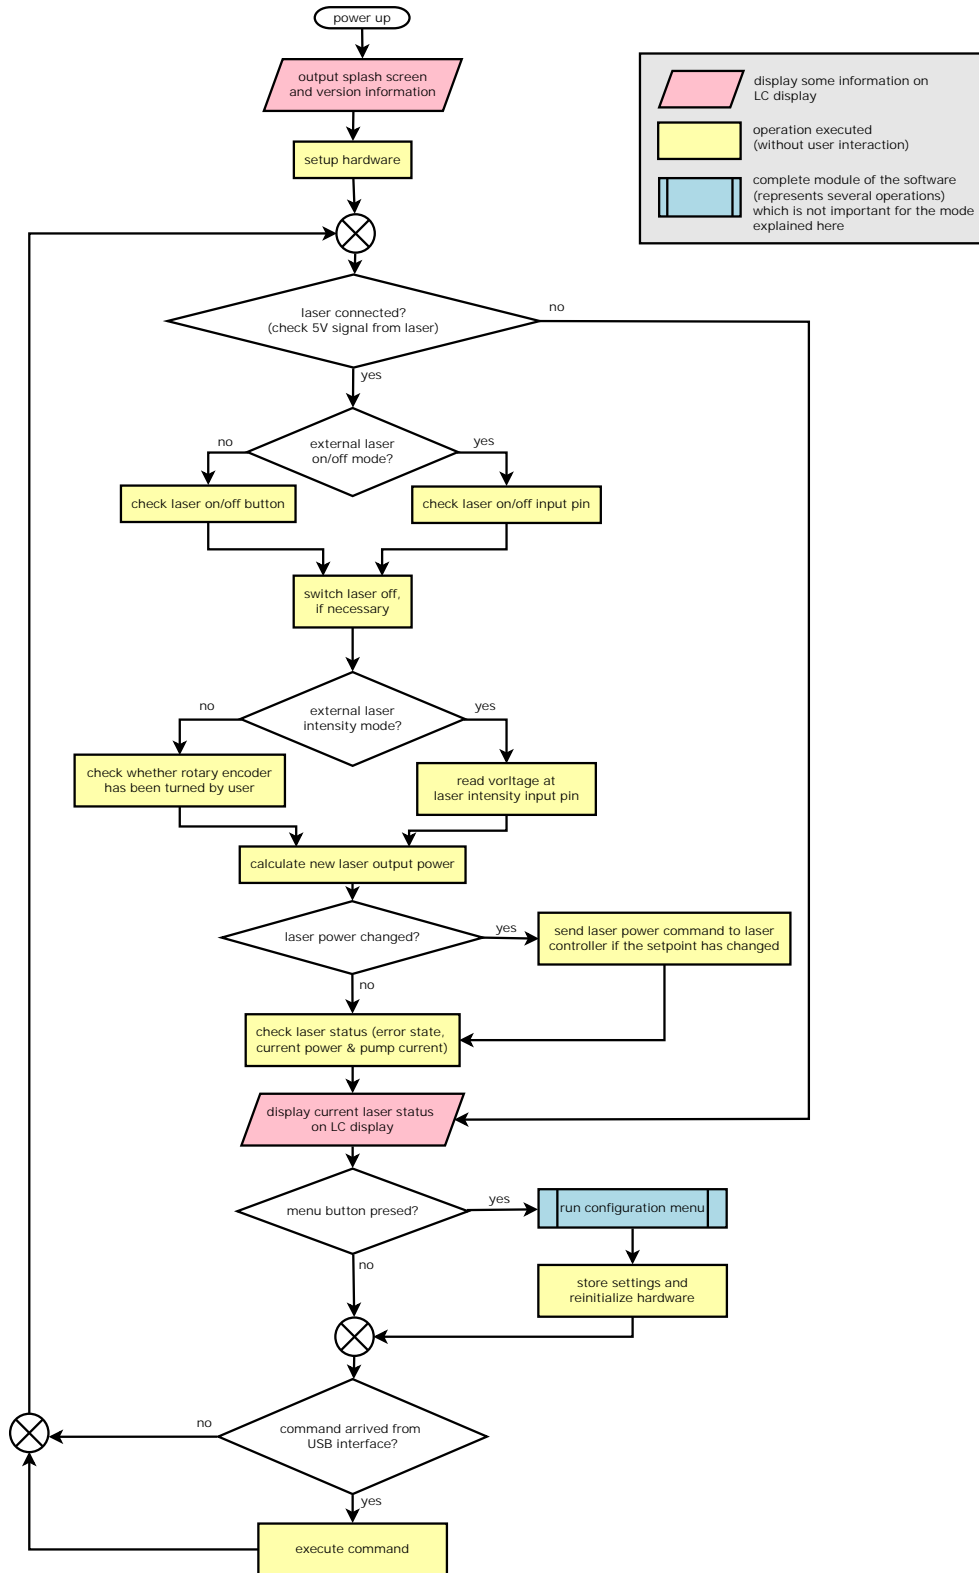 power up
output splash screen
and version information
setup hardware
display some information on
LC display
operation executed
(without user interaction)
complete module of the software
(represents several operations)
which is not important for the mode
explained here
laser connected?
(check 5V signal from laser)
no
yes
external laser
on/off mode?
no
yes
check laser on/off button
check laser on/off input pin
switch laser off,
if necessary
external laser
intensity mode?
no
yes
check whether rotary encoder
has been turned by user
read vorltage at
laser intensity input pin
calculate new laser output power
laser power changed?
yes
send laser power command to laser
controller if the setpoint has changed
no
check laser status (error state,
current power & pump current)
display current laser status
on LC display
menu button presed?
yes
run configuration menu
no
store settings and
reinitialize hardware
command arrived from
USB interface?
no
yes
execute command